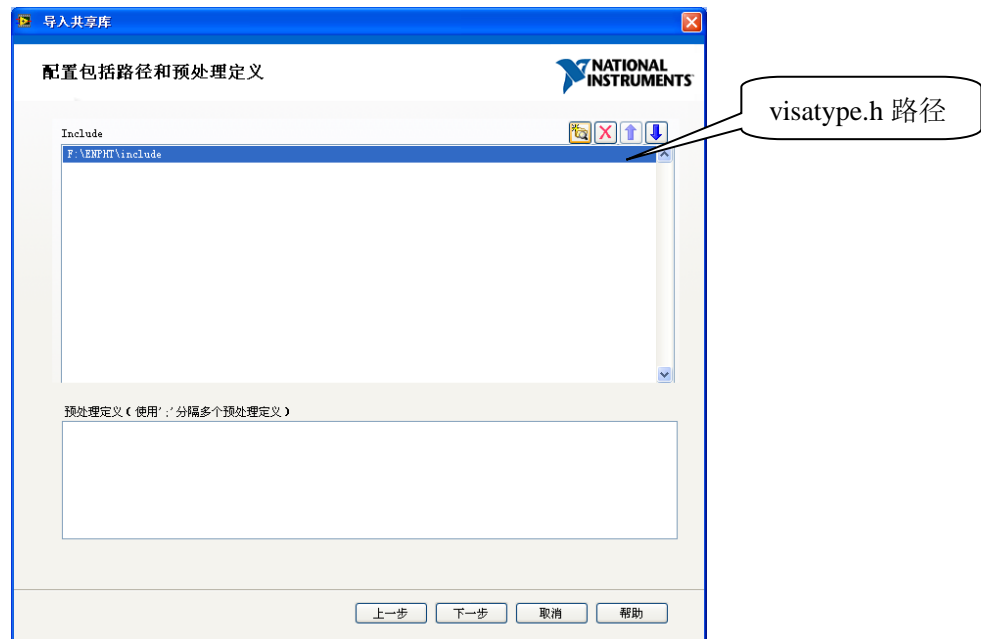 导入共享库
配置包括路径和预处理定义
NATIONAL
INSTRUMENTS
visatype.h 路径
Include
F:\ENPHT\include
预处理定义(使用';'分隔多个预处理定义)
上一步
下一步
取消
帮助